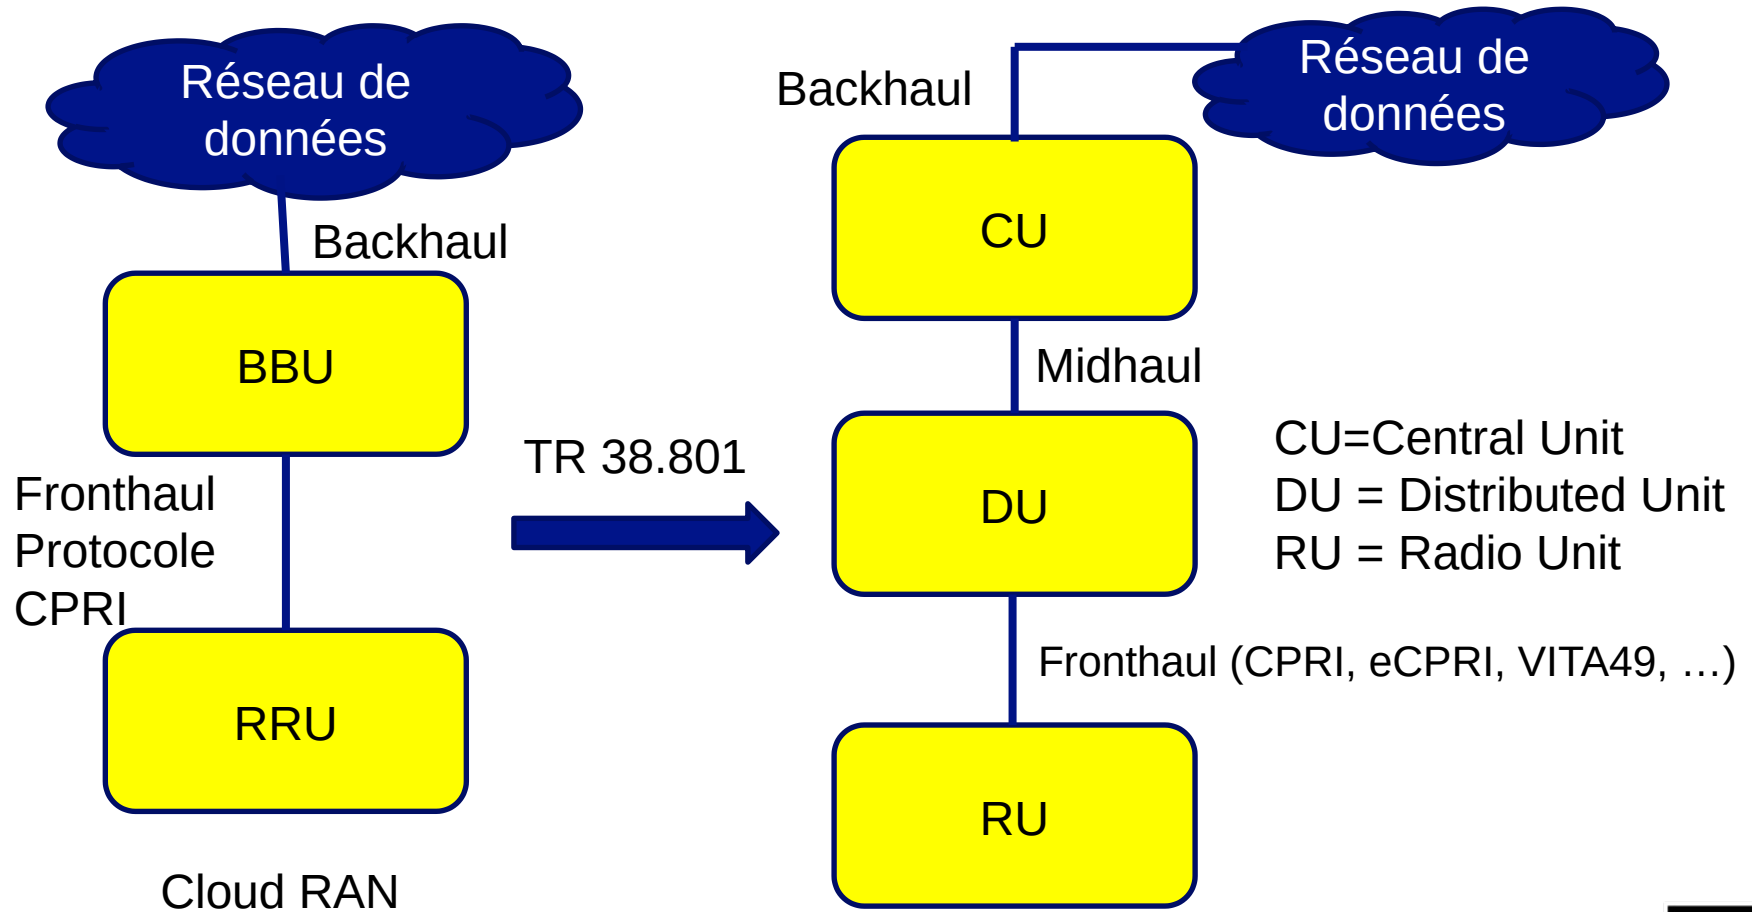 Réseau de
données
Backhaul
BBU
Fronthaul
Protocole
CPRI
RRU
Cloud RAN
TR 38.801
Réseau de
données
Backhaul
CU
Midhaul
DU
CU=Central Unit
DU = Distributed Unit
RU = Radio Unit
Fronthaul (CPRI, eCPRI, VITA49, …)
RU